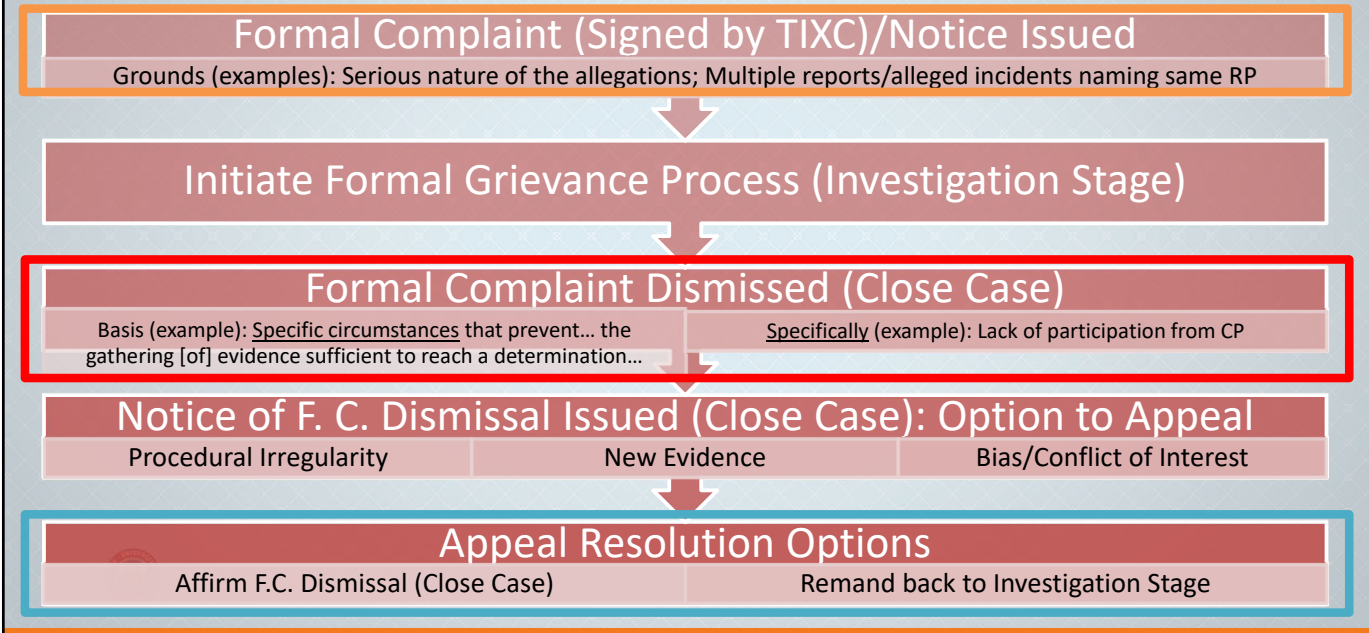 Formal Complaint (Signed by TIXC)/Notice Issued
Grounds (examples): Serious nature of the allegations; Multiple reports/alleged incidents naming same RP
Initiate Formal Grievance Process (Investigation Stage)
Formal Complaint Dismissed (Close Case)
Basis (example): Specific circumstances that prevent... the
gathering [of] evidence sufficient to reach a determination...
Specifically (example): Lack of participation from CP
Notice of F. C. Dismissal Issued (Close Case): Option to Appeal
Procedural Irregularity
New Evidence
Bias/Conflict of Interest
Appeal Resolution Options
Affirm F.C. Dismissal (Close Case)
Remand back to Investigation Stage